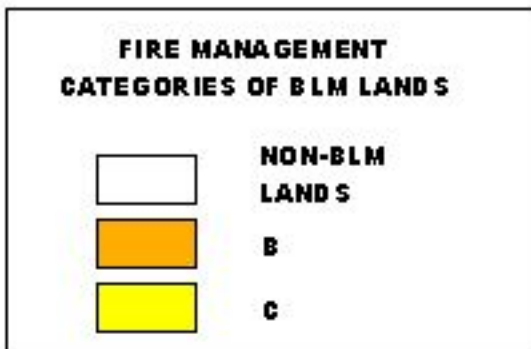 FIRE MANAGEMENT
CATEGORIES OF BLM LANDS
NON-BLM
LANDS
B
C